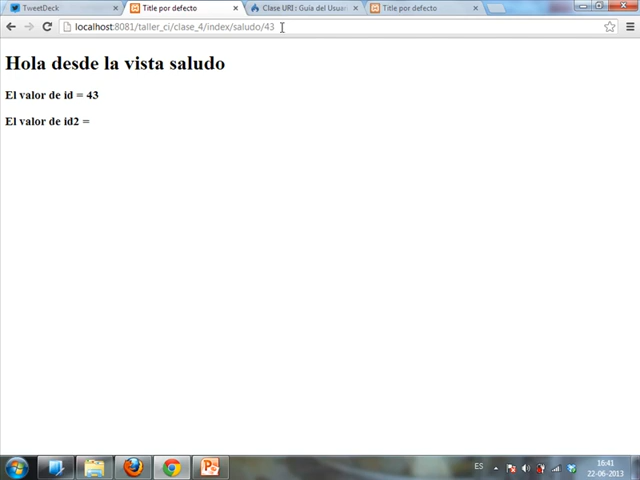 TweetDeck
Title por defecto
Clase URI : Guía del Usuari
Title por defecto
localhost:8081/taller_ci/clase_4/index/saludo/43
Hola desde la vista saludo
El valor de id = 43
El valor de id2 =
ES
16:41
22-06-2013